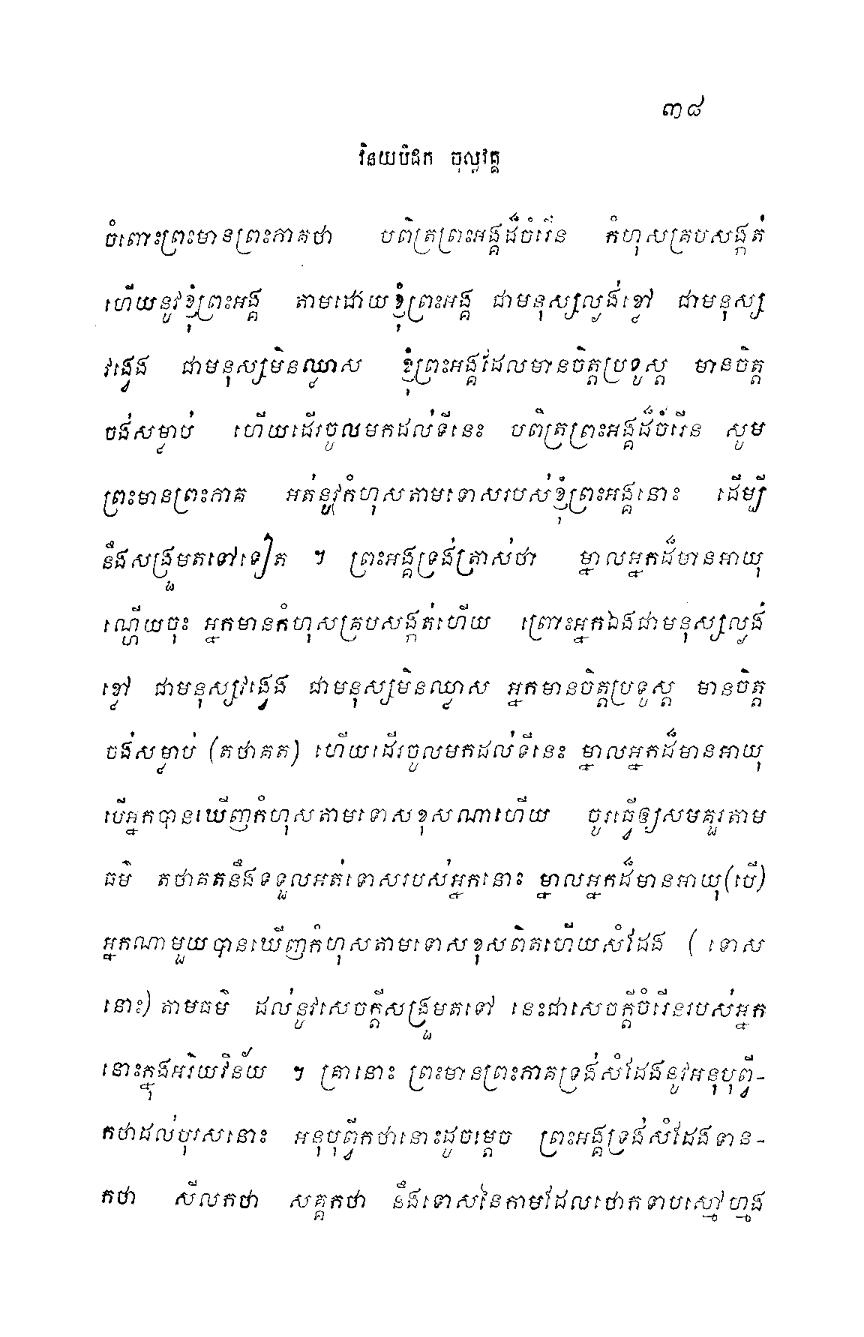 ៣៨
វិនយបិដក ចុល្លវគ្គ
ចំពោះព្រះមានព្រះភាគថា បពិត្រព្រះអង្គដ៏ចំរើន កំហុសគ្របសង្កត់
ហើយនូវខ្ញុំព្រះអង្គ តាមដោយខ្ញុំព្រះអង្គ ជាមនុស្សល្ងង់ខ្លៅ ជាមនុស្ស
វង្វេង ជាមនុស្សមិនឈ្លាស ខ្ញុំព្រះអង្គដែលមានចិត្តប្រទូស្ត មានចិត្ត
ចង់សម្លាប់ ហើយដើរចូលមកដល់ទីនេះ បពិត្រព្រះអង្គដ៏ចំរើន សូម
ព្រះមានព្រះភាគ អត់នូវកំហុសតាមទោសរបស់ខ្ញុំព្រះអង្គនោះ ដើម្បី
នឹងសង្រួមតទៅទៀត ។ ព្រះអង្គទ្រង់ត្រាស់ថា ម្នាលអ្នកដ៏មានអាយុ
ណ្ហើយចុះ អ្នកមានកំហុសគ្របសង្កត់ហើយ ព្រោះអ្នកឯងជាមនុស្សល្ងង់
ខ្លៅ ជាមនុស្សវង្វេង ជាមនុស្សមិនឈ្លាស អ្នកមានចិត្តប្រទូស្ត មានចិត្ត
ចង់សម្លាប់ (តថាគត) ហើយដើរចូលមកដល់ទីនេះ ម្នាលអ្នកដ៏មានអាយុ
បើអ្នកបានឃើញកំហុសតាមទោសខុសណាហើយ ចូរធ្វើឲ្យសមគួរតាម
ធម៌ តថាគតនឹងទទួលអត់ទោសរបស់អ្នកនោះ ម្នាលអ្នកដ៏មានអាយុ(បើ)
អ្នកណាមួយបានឃើញកំហុសតាមទោសខុសពិតហើយសំដែង ( ទោស
នោះ) តាមធម៌ ដល់នូវសេចក្តីសង្រួមតទៅ នេះជាសេចក្តីចំរើនរបស់អ្នក
នោះក្នុងអរិយវិន័យ ។ គ្រានោះ ព្រះមានព្រះភាគទ្រង់សំដែងនូវអនុបុព្វី-
កថាដល់បុរសនោះ អនុបុព្វីកថានោះដូចម្តេច ព្រះអង្គទ្រង់សំដែងទាន-
កថា សីលកថា សគ្គកថា នឹងទោសនៃកាមដែលថោកទាបសៅហ្មង